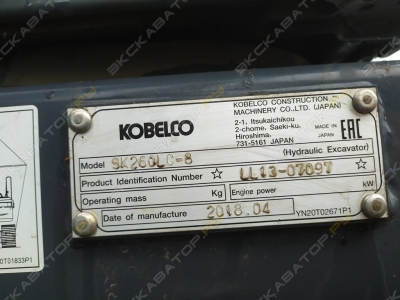 KOBELCO
KOBELCO CONSTRUCTION
MACHINERY CO.,LTD. (JAPAN)
2-1. Itsukaichikou
2-chome. Saeki-ku.
Hiroshima.
731-5161 JAPAN
MADE IN
JAPAN
EAC
Model SK260LC-8
(Hydraulic Excavator)
Product Identification Number ☆ LL13-07097 ☆
Operating mass Kg
Engine power kW
Date of manufacture 2018.04
YN20T02671P1
0T01833P1
ЭКСКАВАТОР